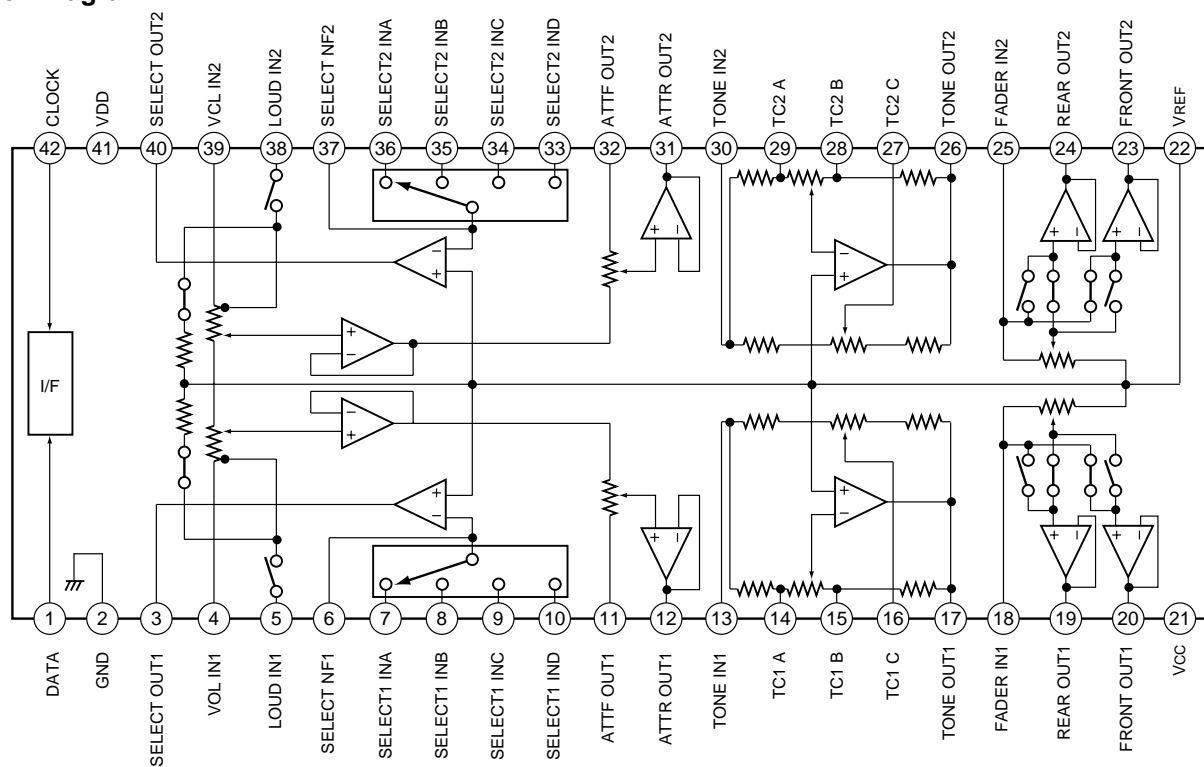 CLOCK
VDD
SELECT OUT2
VCL IN2
LOUD IN2
SELECT NF2
SELECT2 INA
SELECT2 INB
SELECT2 INC
SELECT2 IND
ATTF OUT2
ATTR OUT2
TONE IN2
TC2 A
TC2 B
TC2 C
TONE OUT2
FADER IN2
REAR OUT2
FRONT OUT2
VREF
42 41 40 39 38 37 36 35 34 33 32 31 30 29 28 27 26 25 24 23 22
+ −
+ −
+ −
−
+
−
+
+
−
I/F
−
+
+
−
+
−
+ −
+ −
+ −
1 2 3 4 5 6 7 8 9 10 11 12 13 14 15 16 17 18 19 20 21
DATA
GND
SELECT OUT1
VOL IN1
LOUD IN1
SELECT NF1
SELECT1 INA
SELECT1 INB
SELECT1 INC
SELECT1 IND
ATTF OUT1
ATTR OUT1
TONE IN1
TC1 A
TC1 B
TC1 C
TONE OUT1
FADER IN1
REAR OUT1
FRONT OUT1
VCC